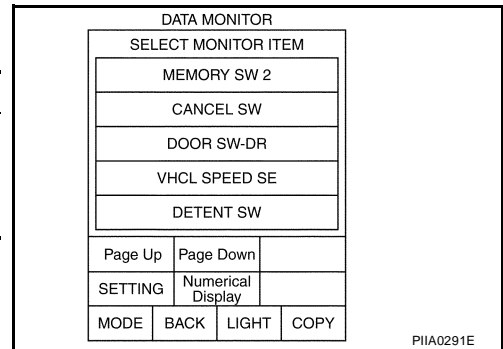 DATA MONITOR
SELECT MONITOR ITEM
MEMORY SW 2
CANCEL SW
DOOR SW-DR
VHCL SPEED SE
DETENT SW
Page Up Page Down
SETTING Numerical Display
MODE BACK LIGHT COPY
PIIA0291E